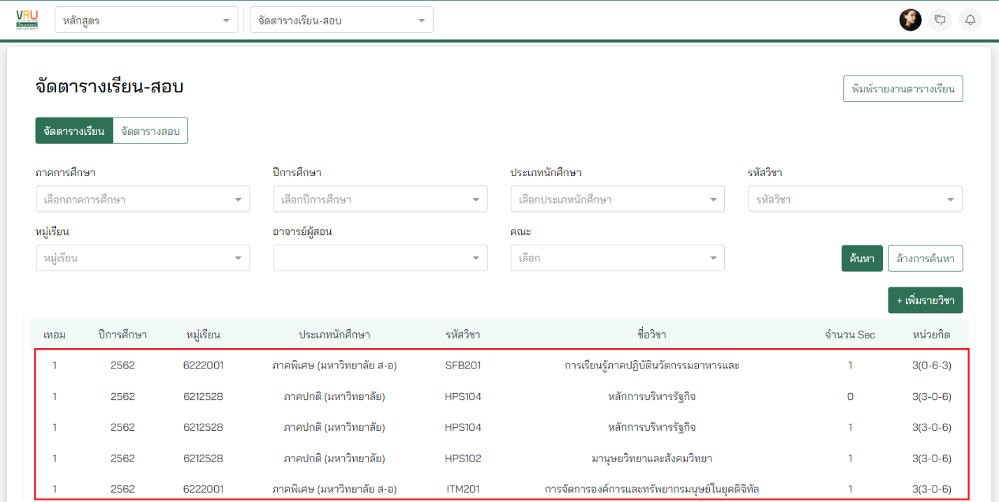 VRU
หลักสูตร จัดตารางเรียน-สอบ
จัดตารางเรียน-สอบ พิมพ์รายงานตารางเรียน
จัดตารางเรียน จัดตารางสอบ
ภาคการศึกษา ปีการศึกษา ประเภทนักศึกษา รหัสวิชา
เลือกภาคการศึกษา เลือกปีการศึกษา เลือกประเภทนักศึกษา รหัสวิชา
หมู่เรียน อาจารย์ผู้สอน คณะ
หมู่เรียน เลือก ค้นหา ล้างการค้นหา
+ เพิ่มรายวิชา
เทอม ปีการศึกษา หมู่เรียน ประเภทนักศึกษา รหัสวิชา ชื่อวิชา จำนวน Sec หน่วยกิต
1 2562 6222001 ภาคพิเศษ (มหาวิทยาลัย ส-อ) SFB201 การเรียนรู้ภาคปฏิบัตินวัตกรรมอาหารและ 1 3(0-6-3)
1 2562 6212528 ภาคปกติ (มหาวิทยาลัย) HPS104 หลักการบริหารรัฐกิจ 0 3(3-0-6)
1 2562 6212528 ภาคปกติ (มหาวิทยาลัย) HPS104 หลักการบริหารรัฐกิจ 1 3(3-0-6)
1 2562 6212528 ภาคปกติ (มหาวิทยาลัย) HPS102 มานุษยวิทยาและสังคมวิทยา 1 3(3-0-6)
1 2562 6222001 ภาคพิเศษ (มหาวิทยาลัย ส-อ) ITM201 การจัดการองค์การและทรัพยากรมนุษย์ในยุคดิจิทัล 1 3(3-0-6)